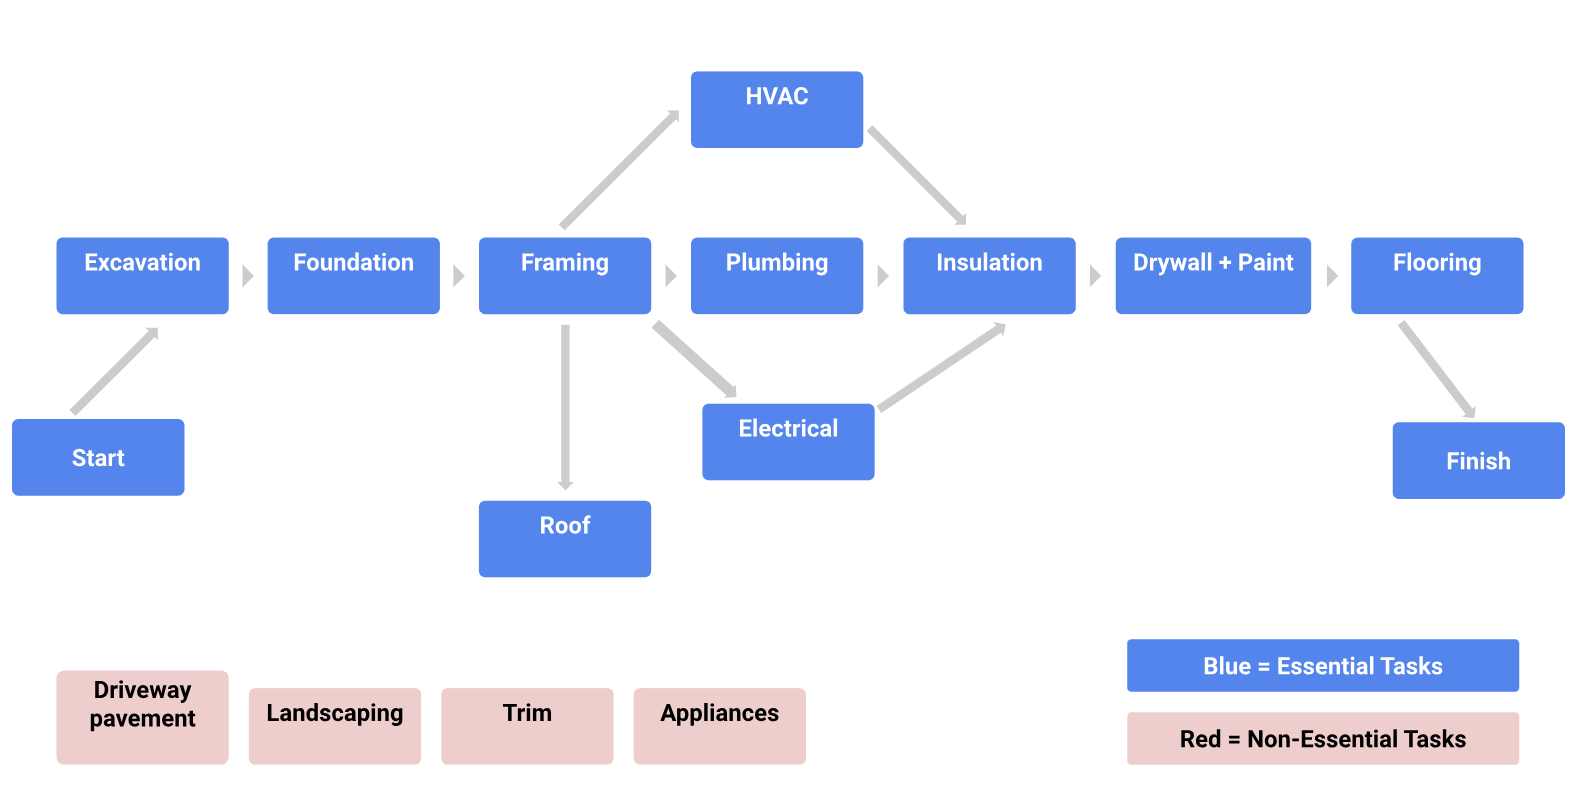 HVAC
Excavation
Foundation
Framing
Plumbing
Insulation
Drywall + Paint
Flooring
Start
Electrical
Finish
Roof
Driveway
pavement
Landscaping
Trim
Appliances
Blue = Essential Tasks
Red = Non-Essential Tasks